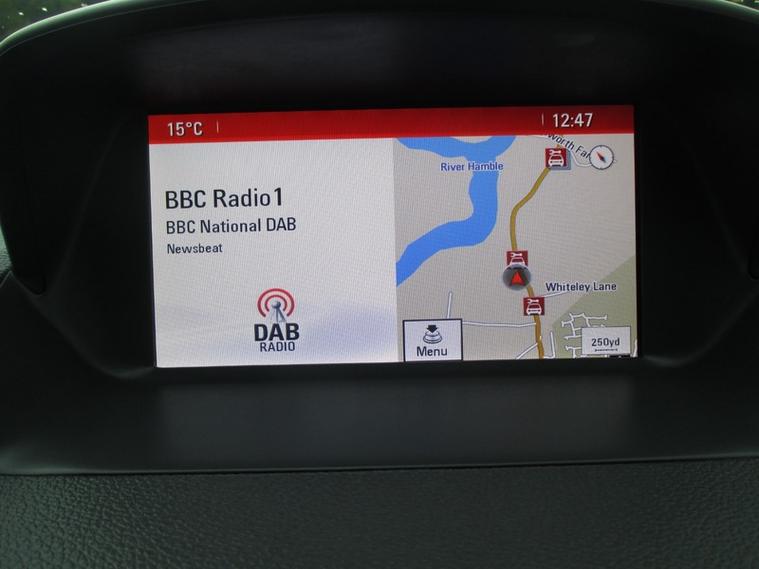 15°C
12:47
BBC Radio1
BBC National DAB
Newsbeat
DAB
RADIO
River Hamble
Whiteley Lane
Menu
250yd